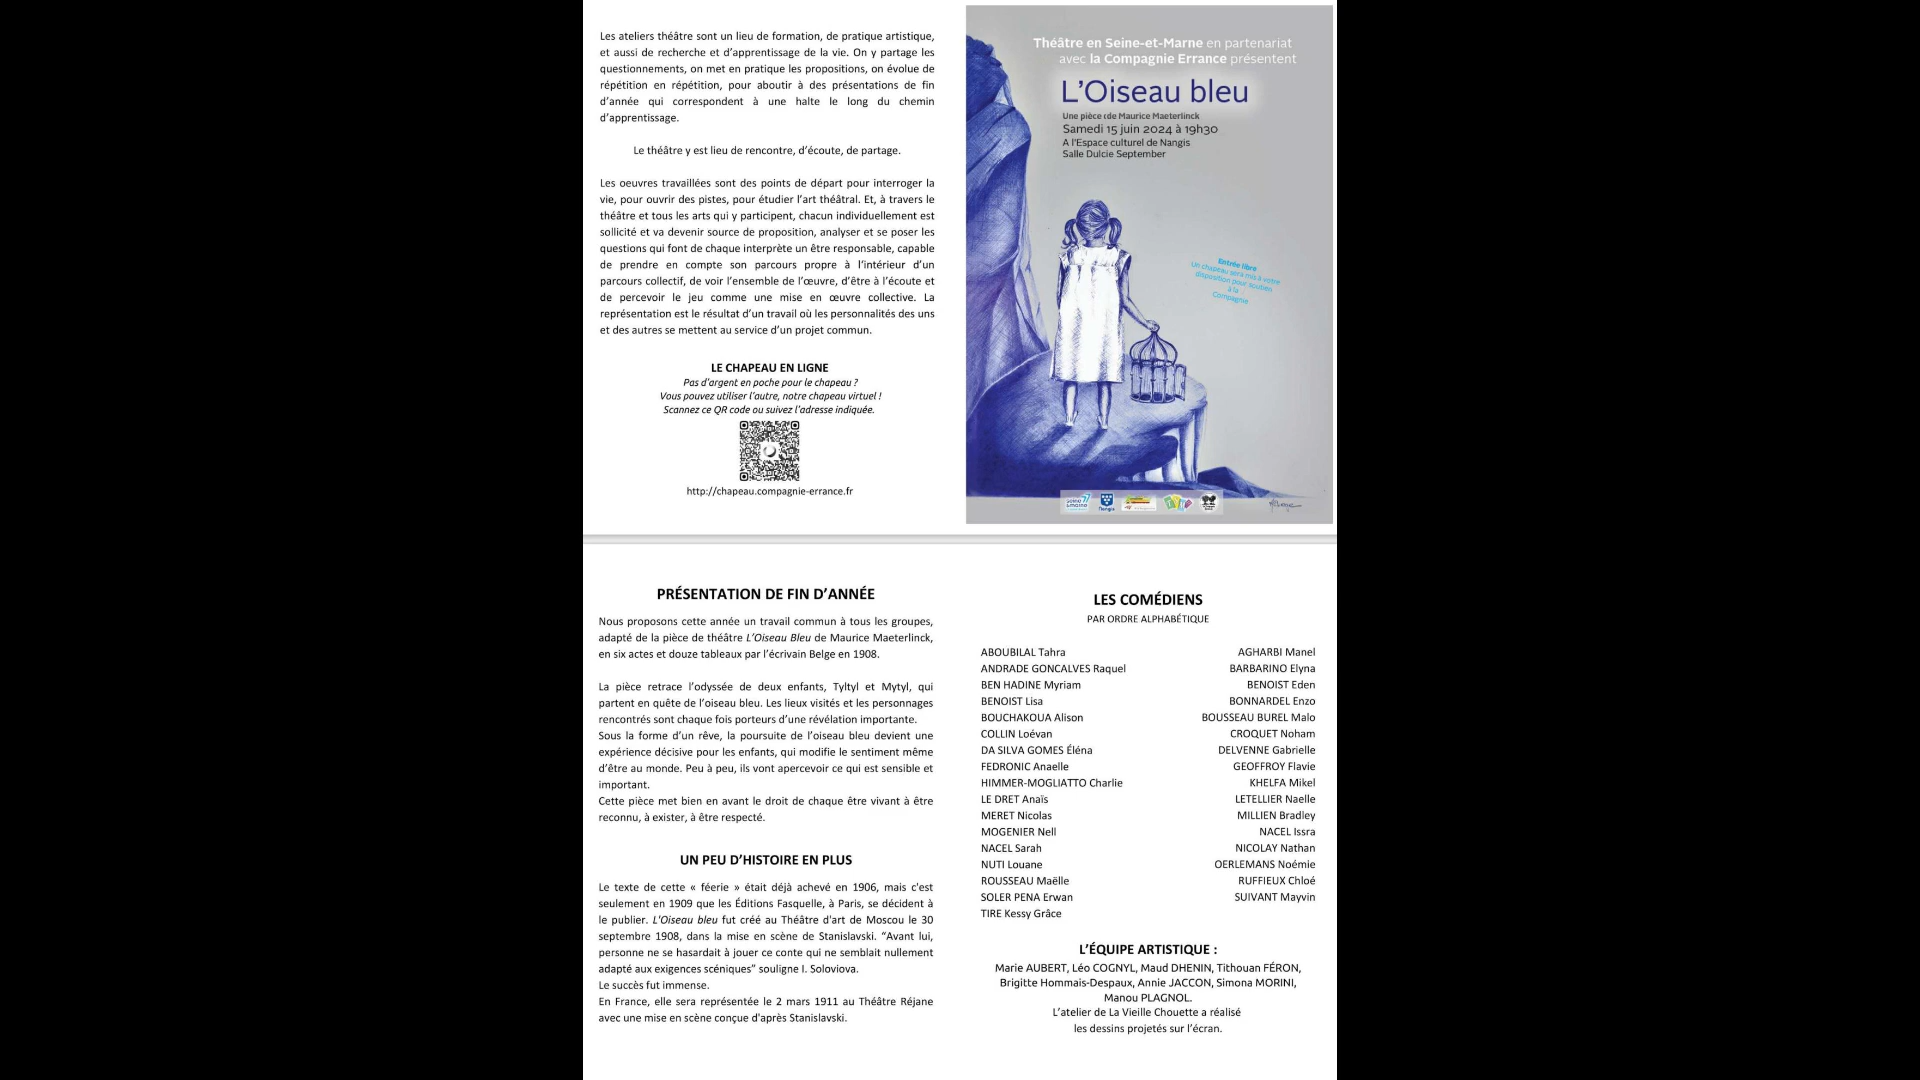 Les ateliers théâtre sont un lieu de formation, de pratique artistique,
et aussi de recherche et d’apprentissage de la vie. On y partage les
questionnements, on met en pratique les propositions, on évolue de
répétition en répétition, pour aboutir à des présentations de fin
d’année qui correspondent à une halte le long du chemin
d’apprentissage.
Le théâtre y est lieu de rencontre, d’écoute, de partage.
Les oeuvres travaillées sont des points de départ pour interroger la
vie, pour ouvrir des pistes, pour étudier l’art théâtral. Et, à travers le
théâtre et tous les arts qui y participent, chacun individuellement est
sollicité et va devenir source de proposition, analyser et se poser les
questions qui font de chaque interprète un être responsable, capable
de prendre en compte son parcours propre à l’intérieur d’un
parcours collectif, de voir l’ensemble de l’œuvre, d’être à l’écoute et
de percevoir le jeu comme une mise en œuvre collective. La
représentation est le résultat d’un travail où les personnalités des uns
et des autres se mettent au service d’un projet commun.
LE CHAPEAU EN LIGNE
Pas d’argent en poche pour le chapeau ?
Vous pouvez utiliser l’autre, notre chapeau virtuel !
Scannez ce QR code ou suivez l’adresse indiquée.
http://chapeau.compagnie-errance.fr
Théâtre en Seine-et-Marne en partenariat
avec la Compagnie Errance présentent
L’Oiseau bleu
Une pièce de Maurice Maeterlinck
Samedi 15 juin 2024 à 19h30
A l’Espace culturel de Nangis
Salle Dulcie September
Entrée libre
Un chapeau sera mis à votre
disposition pour soutien
à la
Compagnie
Seine
&Marne 77
Nangis
PRÉSENTATION DE FIN D’ANNÉE
Nous proposons cette année un travail commun à tous les groupes,
adapté de la pièce de théâtre L’Oiseau Bleu de Maurice Maeterlinck,
en six actes et douze tableaux par l’écrivain Belge en 1908.
La pièce retrace l’odyssée de deux enfants, Tyltyl et Mytyl, qui
partent en quête de l’oiseau bleu. Les lieux visités et les personnages
rencontrés sont chaque fois porteurs d’une révélation importante.
Sous la forme d’un rêve, la poursuite de l’oiseau bleu devient une
expérience décisive pour les enfants, qui modifie le sentiment même
d’être au monde. Peu à peu, ils vont apercevoir ce qui est sensible et
important.
Cette pièce met bien en avant le droit de chaque être vivant à être
reconnu, à exister, à être respecté.
UN PEU D’HISTOIRE EN PLUS
Le texte de cette « féerie » était déjà achevé en 1906, mais c'est
seulement en 1909 que les Éditions Fasquelle, à Paris, se décident à
le publier. L'Oiseau bleu fut créé au Théâtre d'art de Moscou le 30
septembre 1908, dans la mise en scène de Stanislavski. “Avant lui,
personne ne se hasardait à jouer ce conte qui ne semblait nullement
adapté aux exigences scéniques” souligne I. Soloviova.
Le succès fut immense.
En France, elle sera représentée le 2 mars 1911 au Théâtre Réjane
avec une mise en scène conçue d'après Stanislavski.
LES COMÉDIENS
PAR ORDRE ALPHABÉTIQUE
ABOUBILAL Tahra AGHARBI Manel
ANDRADE GONCALVES Raquel BARBARINO Elyna
BEN HADINE Myriam BENOIST Eden
BENOIST Lisa BONNARDEL Enzo
BOUCHAKOUA Alison BOUSSEAU BUREL Malo
COLLIN Loévan CROQUET Noham
DA SILVA GOMES Éléna DELVENNE Gabrielle
FEDRONIC Anaelle GEOFFROY Flavie
HIMMER-MOGLIATTO Charlie KHELFA Mikel
LE DRET Anaïs LETELLIER Naelle
MERET Nicolas MILLIEN Bradley
MOGENIER Nell NACEL Issra
NACEL Sarah NICOLAY Nathan
NUTI Louane OERLEMANS Noémie
ROUSSEAU Maëlle RUFFIEUX Chloé
SOLER PENA Erwan SUIVANT Mayvin
TIRE Kessy Grâce
L’ÉQUIPE ARTISTIQUE :
Marie AUBERT, Léo COGNYL, Maud DHENIN, Tithouan FÉRON,
Brigitte Hommais-Despaux, Annie JACCON, Simona MORINI,
Manou PLAGNOL.
L’atelier de La Vieille Chouette a réalisé
les dessins projetés sur l’écran.